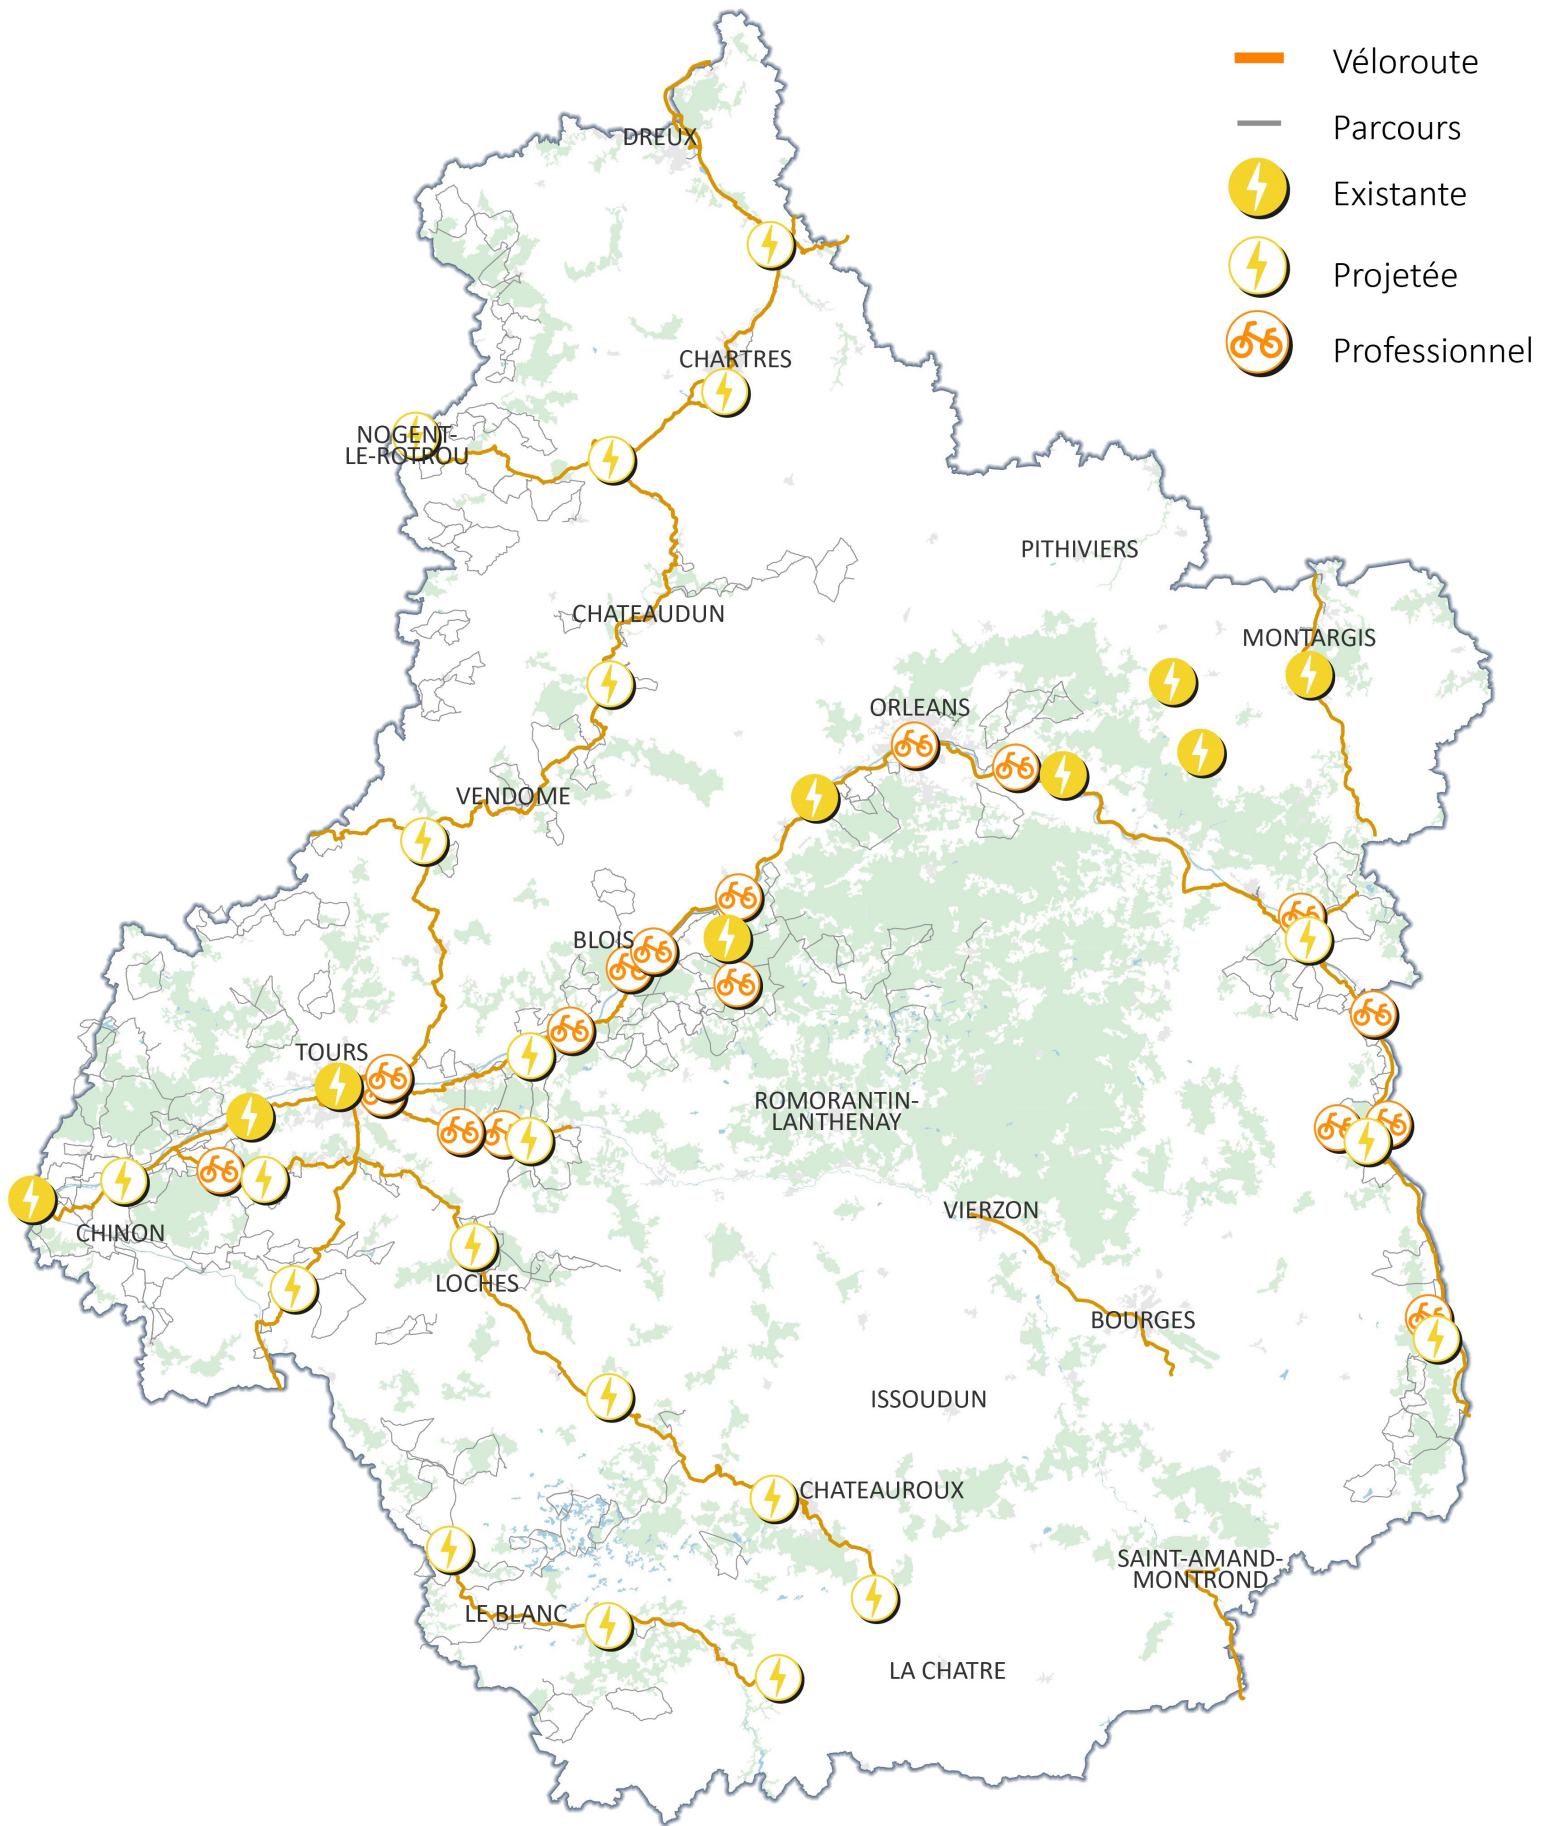 Véloroute
Parcours
Existante
Projetée
Professionnel
DREUX
CHARTRES
NOGENT-
LE-ROTROU
PITHIVIERS
CHATEAUDUN
MONTARGIS
ORLEANS
VENDOME
BLOIS
TOURS
ROMORANTIN-
LANTHENAY
VIERZON
CHINON
LOCHES
BOURGES
ISSOUDUN
CHATEAUROUX
SAINT-AMAND-
MONTROND
LE BLANC
LA CHATRE